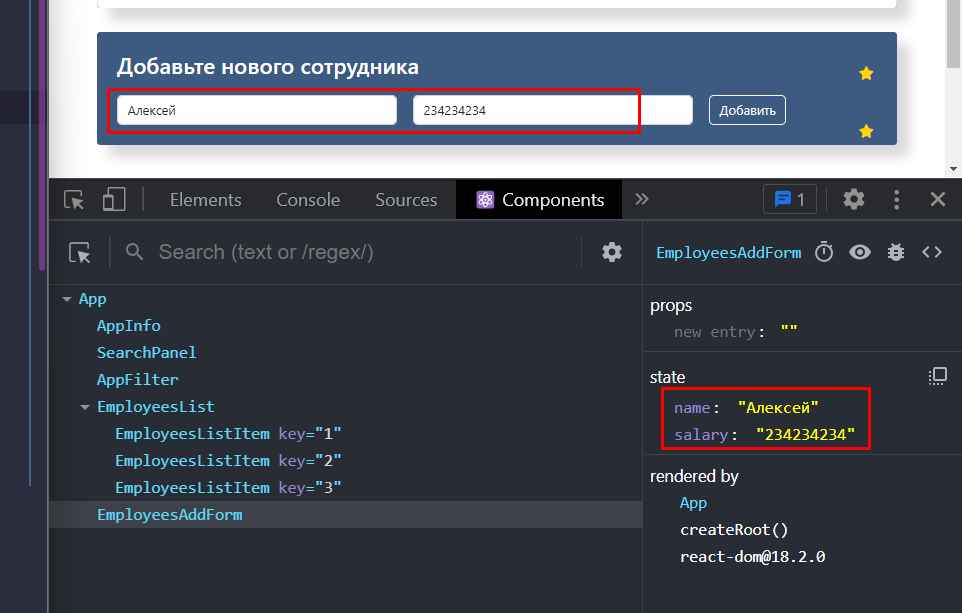 Добавьте нового сотрудника
Алексей 234234234 Добавить
Elements Console Sources Components 1
Search (text or /regex/) EmployeesAddForm
App
AppInfo
SearchPanel
AppFilter
EmployeesList
EmployeesListItem key="1"
EmployeesListItem key="2"
EmployeesListItem key="3"
EmployeesAddForm
props
new entry: ""
state
name: "Алексей"
salary: "234234234"
rendered by
App
createRoot()
react-dom@18.2.0